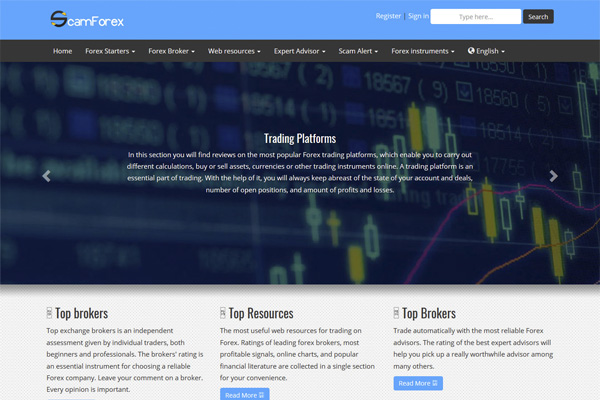 ScamForex
Register | Sign in Type here... Search
Home Forex Starters Forex Broker Web resources Expert Advisor Scam Alert Forex instruments English
18567 ( 9)
18589 ( 9)
18514 (
18560 ( 5)
Trading Platforms
In this section you will find reviews on the most popular Forex trading platforms, which enable you to carry out
different calculations, buy or sell assets, currencies or other trading instruments online. A trading platform is an
essential part of trading. With the help of it, you will always keep abreast of the state of your account and deals,
number of open positions, and amount of profits and losses.
Top brokers
Top exchange brokers is an independent
assessment given by individual traders, both
beginners and professionals. The brokers' rating is
an essential instrument for choosing a reliable
Forex company. Leave your comment on a broker.
Every opinion is important.
Top Resources
The most useful web resources for trading on
Forex. Ratings of leading forex brokers, most
profitable signals, online charts, and popular
financial literature are collected in a single section
for your convenience.
Read More
Top Brokers
Trade automatically with the most reliable Forex
advisors. The rating of the best expert advisors will
help you pick up a really worthwhile advisor
among many others.
Read More